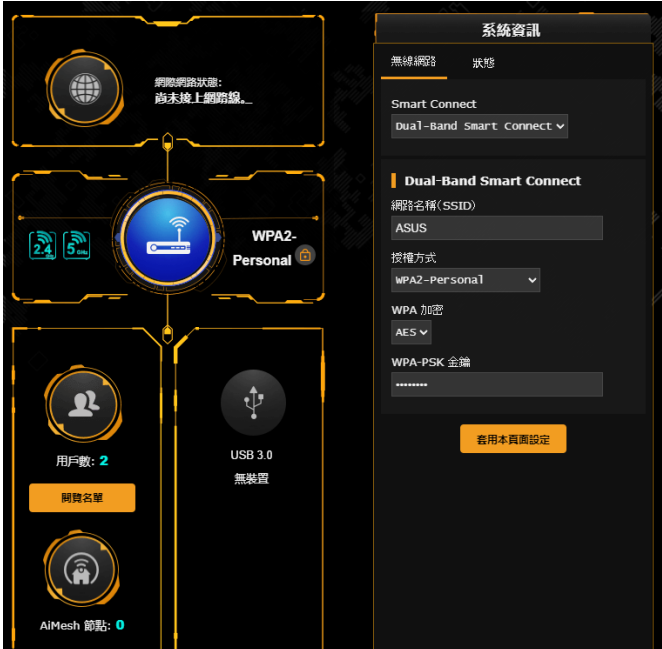 網際網路狀態:
尚未接上網路線。
2.4 GHz
5 GHz
WPA2-
Personal
用戶數: 2
閱覽名單
AiMesh 節點: 0
USB 3.0
無裝置
系統資訊
無線網路
狀態
Smart Connect
Dual-Band Smart Connect
Dual-Band Smart Connect
網路名稱(SSID)
ASUS
授權方式
WPA2-Personal
WPA 加密
AES
WPA-PSK 金鑰
••••••••
套用本頁面設定